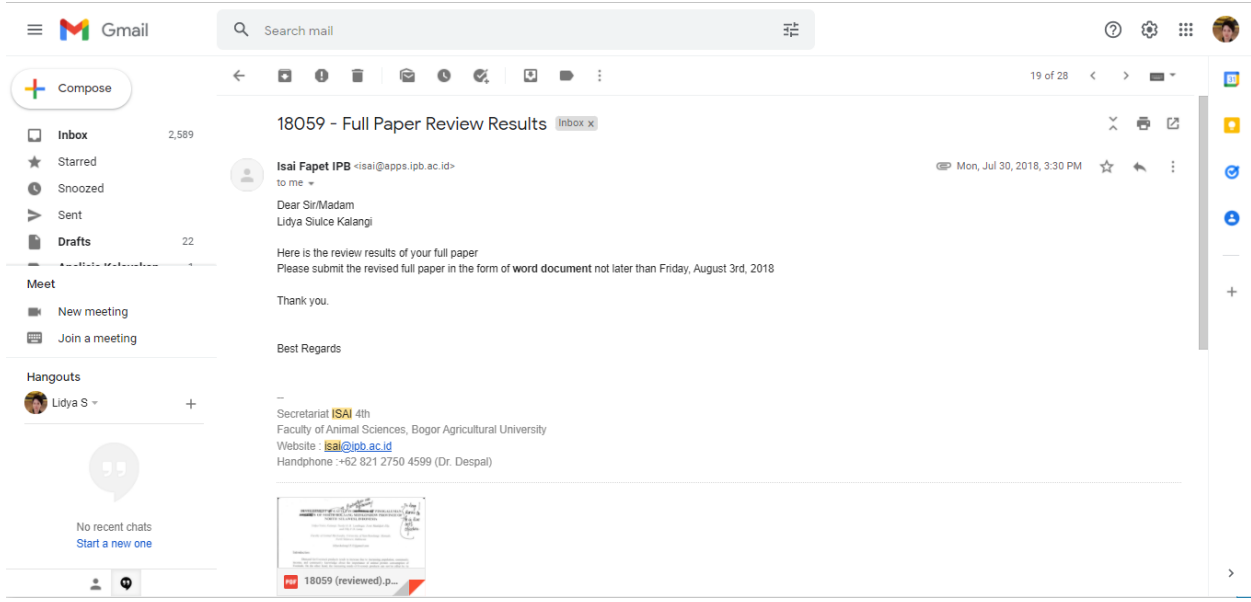 Gmail
Search mail
Compose
19 of 28
Inbox 2,589
Starred
Snoozed
Sent
Drafts 22
Meet
New meeting
Join a meeting
Hangouts
Lidya S
No recent chats
Start a new one
18059 - Full Paper Review Results Inbox x
Isai Fapet IPB <isai@apps.ipb.ac.id> Mon, Jul 30, 2018, 3:30 PM
to me
Dear Sir/Madam
Lidya Siulce Kalangi
Here is the review results of your full paper
Please submit the revised full paper in the form of word document not later than Friday, August 3rd, 2018
Thank you.
Best Regards
--
Secretariat ISAI 4th
Faculty of Animal Sciences, Bogor Agricultural University
Website : isai@ipb.ac.id
Handphone :+62 821 2750 4599 (Dr. Despal)
PDF 18059 (reviewed).p...
31